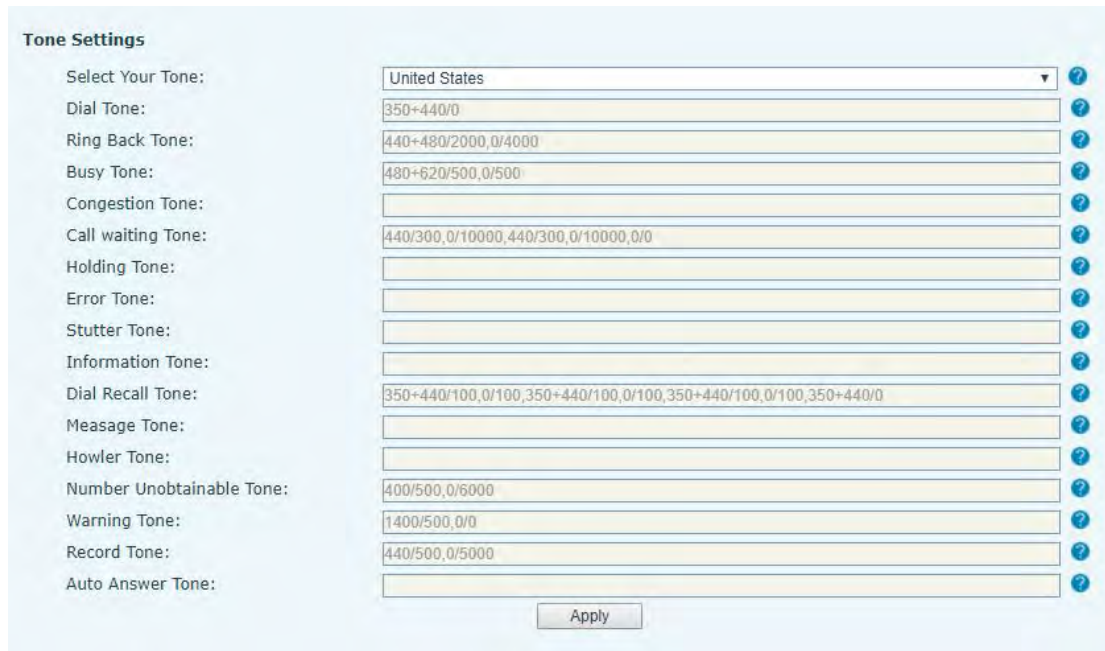 Tone Settings
Select Your Tone: United States
Dial Tone: 350+440/0
Ring Back Tone: 440+480/2000,0/4000
Busy Tone: 480+620/500,0/500
Congestion Tone:
Call waiting Tone: 440/300,0/10000,440/300,0/10000,0/0
Holding Tone:
Error Tone:
Stutter Tone:
Information Tone:
Dial Recall Tone: 350+440/100,0/100,350+440/100,0/100,350+440/100,0/100,350+440/0
Meassage Tone:
Howler Tone:
Number Unobtainable Tone: 400/500,0/6000
Warning Tone: 1400/500,0/0
Record Tone: 440/500,0/5000
Auto Answer Tone:
Apply